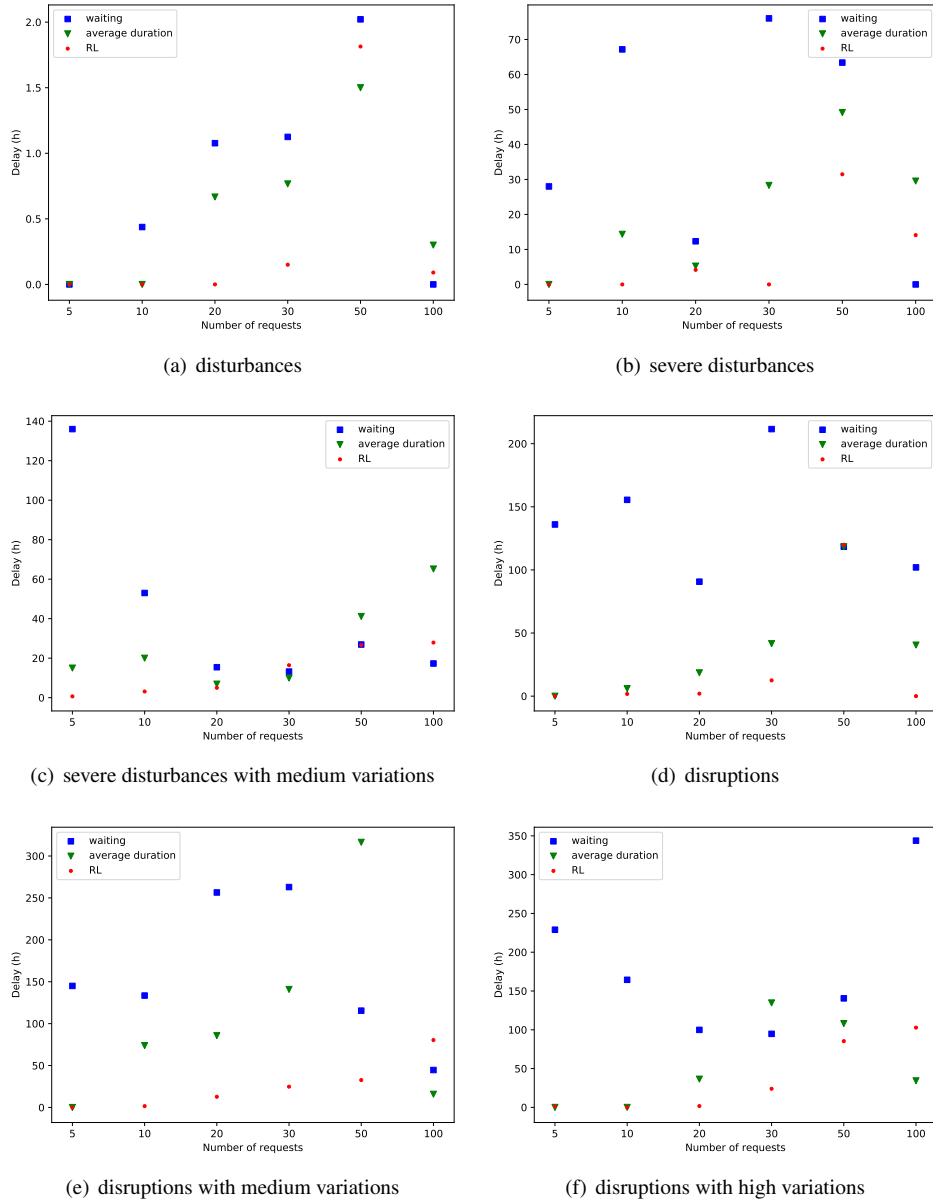 waiting
average duration
RL
2.0
1.5
1.0
0.5
0.0
Delay (h)
5 10 20 30 50 100
Number of requests
(a) disturbances
waiting
average duration
RL
70
60
50
40
30
20
10
0
Delay (h)
5 10 20 30 50 100
Number of requests
(b) severe disturbances
waiting
average duration
RL
140
120
100
80
60
40
20
0
Delay (h)
5 10 20 30 50 100
Number of requests
(c) severe disturbances with medium variations
waiting
average duration
RL
200
150
100
50
0
Delay (h)
5 10 20 30 50 100
Number of requests
(d) disruptions
waiting
average duration
RL
300
250
200
150
100
50
0
Delay (h)
5 10 20 30 50 100
Number of requests
(e) disruptions with medium variations
waiting
average duration
RL
350
300
250
200
150
100
50
0
Delay (h)
5 10 20 30 50 100
Number of requests
(f) disruptions with high variations